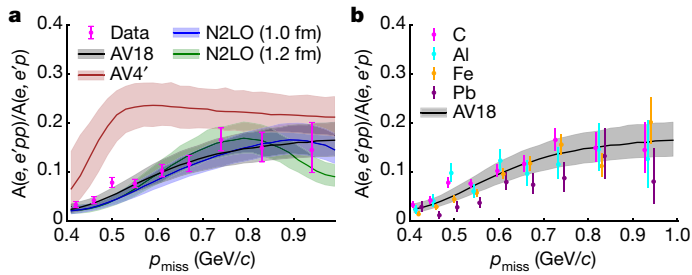 a
Data
AV18
AV4′
N2LO (1.0 fm)
N2LO (1.2 fm)
A(e, e′pp)/A(e, e′p)
0.4
0.3
0.2
0.1
0
0.4 0.5 0.6 0.7 0.8 0.9
p_miss (GeV/c)
b
C
Al
Fe
Pb
AV18
A(e, e′pp)/A(e, e′p)
0.4
0.3
0.2
0.1
0
0.4 0.5 0.6 0.7 0.8 0.9 1.0
p_miss (GeV/c)